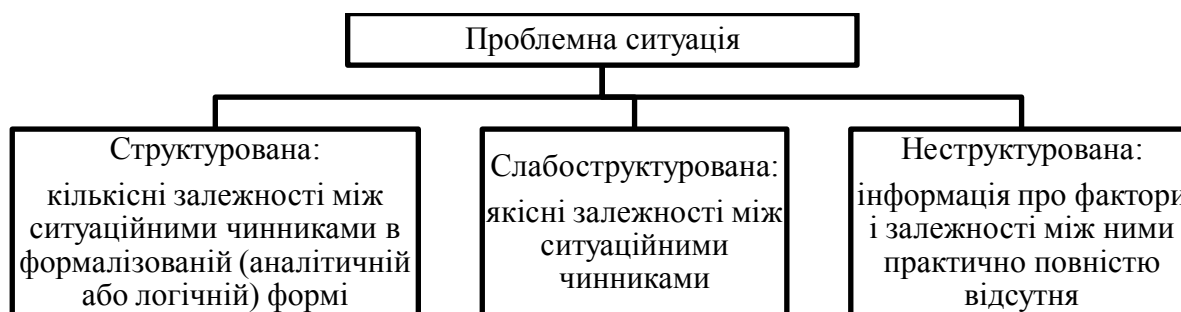 Проблемна ситуація
Структурована:
кількісні залежності між
ситуаційними чинниками в
формалізованій (аналітичній
або логічній) формі
Слабоструктурована:
якісні залежності між
ситуаційними
чинниками
Неструктурована:
інформація про фактори
і залежності між ними
практично повністю
відсутня